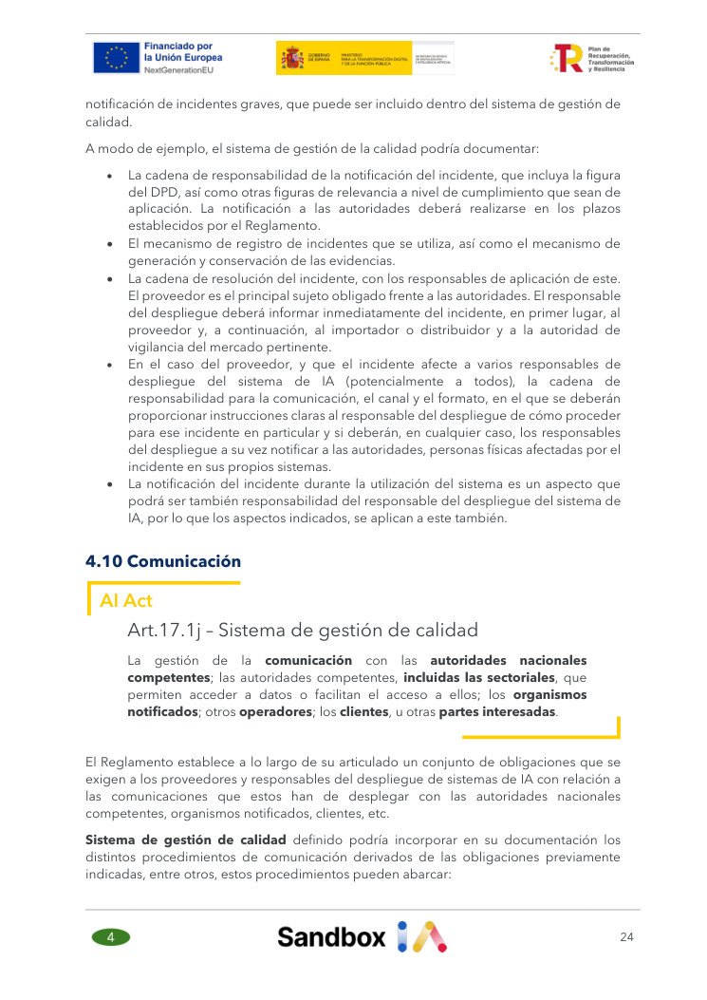 Financiado por
la Unión Europea
NextGenerationEU
GOBIERNO
DE ESPAÑA
MINISTERIO
PARA LA TRANSFORMACIÓN DIGITAL
Y DE LA FUNCIÓN PÚBLICA
SECRETARÍA DE ESTADO
DE DIGITALIZACIÓN
E INTELIGENCIA ARTIFICIAL
Plan de
Recuperación,
Transformación
y Resiliencia
notificación de incidentes graves, que puede ser incluido dentro del sistema de gestión de
calidad.
A modo de ejemplo, el sistema de gestión de la calidad podría documentar:
• La cadena de responsabilidad de la notificación del incidente, que incluya la figura
del DPD, así como otras figuras de relevancia a nivel de cumplimiento que sean de
aplicación. La notificación a las autoridades deberá realizarse en los plazos
establecidos por el Reglamento.
• El mecanismo de registro de incidentes que se utiliza, así como el mecanismo de
generación y conservación de las evidencias.
• La cadena de resolución del incidente, con los responsables de aplicación de este.
El proveedor es el principal sujeto obligado frente a las autoridades. El responsable
del despliegue deberá informar inmediatamente del incidente, en primer lugar, al
proveedor y, a continuación, al importador o distribuidor y a la autoridad de
vigilancia del mercado pertinente.
• En el caso del proveedor, y que el incidente afecte a varios responsables de
despliegue del sistema de IA (potencialmente a todos), la cadena de
responsabilidad para la comunicación, el canal y el formato, en el que se deberán
proporcionar instrucciones claras al responsable del despliegue de cómo proceder
para ese incidente en particular y si deberán, en cualquier caso, los responsables
del despliegue a su vez notificar a las autoridades, personas físicas afectadas por el
incidente en sus propios sistemas.
• La notificación del incidente durante la utilización del sistema es un aspecto que
podrá ser también responsabilidad del responsable del despliegue del sistema de
IA, por lo que los aspectos indicados, se aplican a este también.
4.10 Comunicación
AI Act
Art.17.1j – Sistema de gestión de calidad
La gestión de la comunicación con las autoridades nacionales
competentes; las autoridades competentes, incluidas las sectoriales, que
permiten acceder a datos o facilitan el acceso a ellos; los organismos
notificados; otros operadores; los clientes, u otras partes interesadas.
El Reglamento establece a lo largo de su articulado un conjunto de obligaciones que se
exigen a los proveedores y responsables del despliegue de sistemas de IA con relación a
las comunicaciones que estos han de desplegar con las autoridades nacionales
competentes, organismos notificados, clientes, etc.
Sistema de gestión de calidad definido podría incorporar en su documentación los
distintos procedimientos de comunicación derivados de las obligaciones previamente
indicadas, entre otros, estos procedimientos pueden abarcar:
4
Sandbox
24